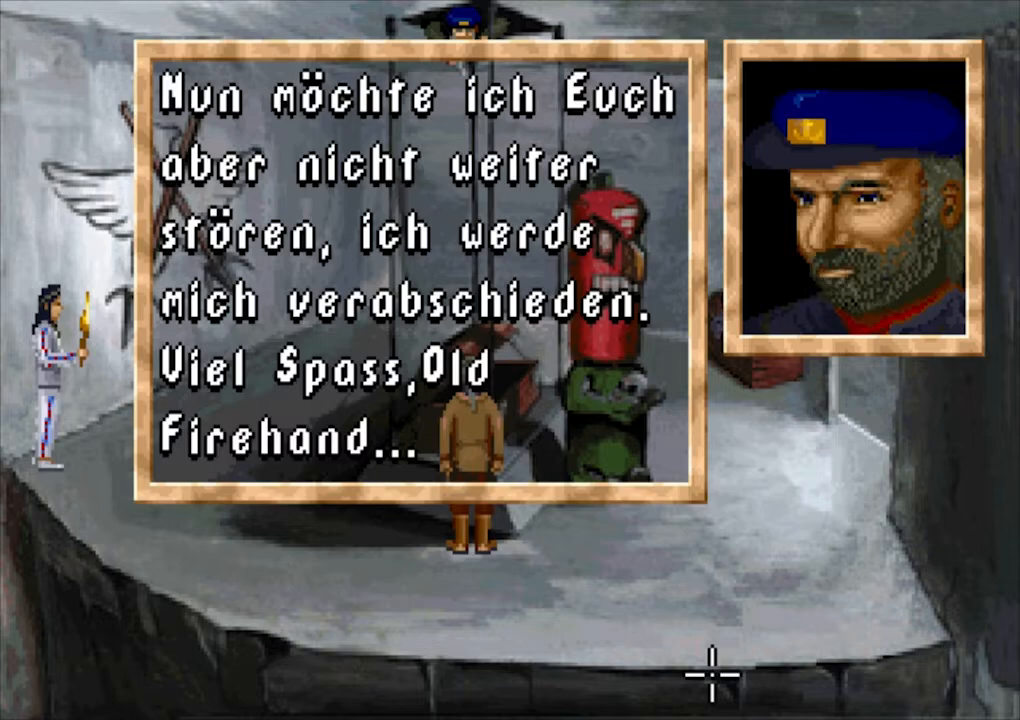 Nun möchte ich Euch
aber nicht weiter
stören, ich werde
mich verabschieden.
Viel Spass,Old
Firehand...